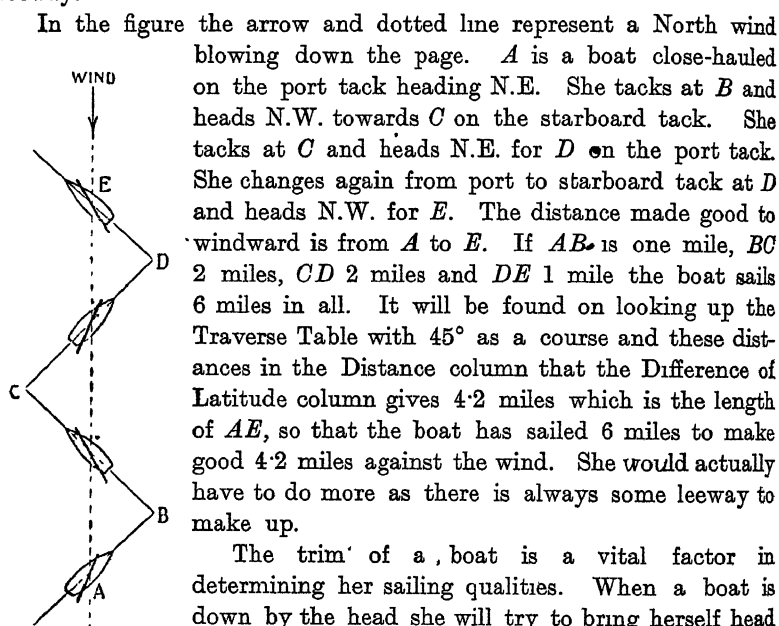 In the figure the arrow and dotted line represent a North wind
blowing down the page. A is a boat close-hauled
on the port tack heading N.E. She tacks at B and
heads N.W. towards C on the starboard tack. She
tacks at C and heads N.E. for D on the port tack.
She changes again from port to starboard tack at D
and heads N.W. for E. The distance made good to
windward is from A to E. If AB is one mile, BC
2 miles, CD 2 miles and DE 1 mile the boat sails
6 miles in all. It will be found on looking up the
Traverse Table with 45° as a course and these dist-
ances in the Distance column that the Difference of
Latitude column gives 4·2 miles which is the length
of AE, so that the boat has sailed 6 miles to make
good 4·2 miles against the wind. She would actually
have to do more as there is always some leeway to
make up.
The trim of a boat is a vital factor in
determining her sailing qualities. When a boat is
down by the head she will try to bring herself head
WIND
E
D
C
B
A